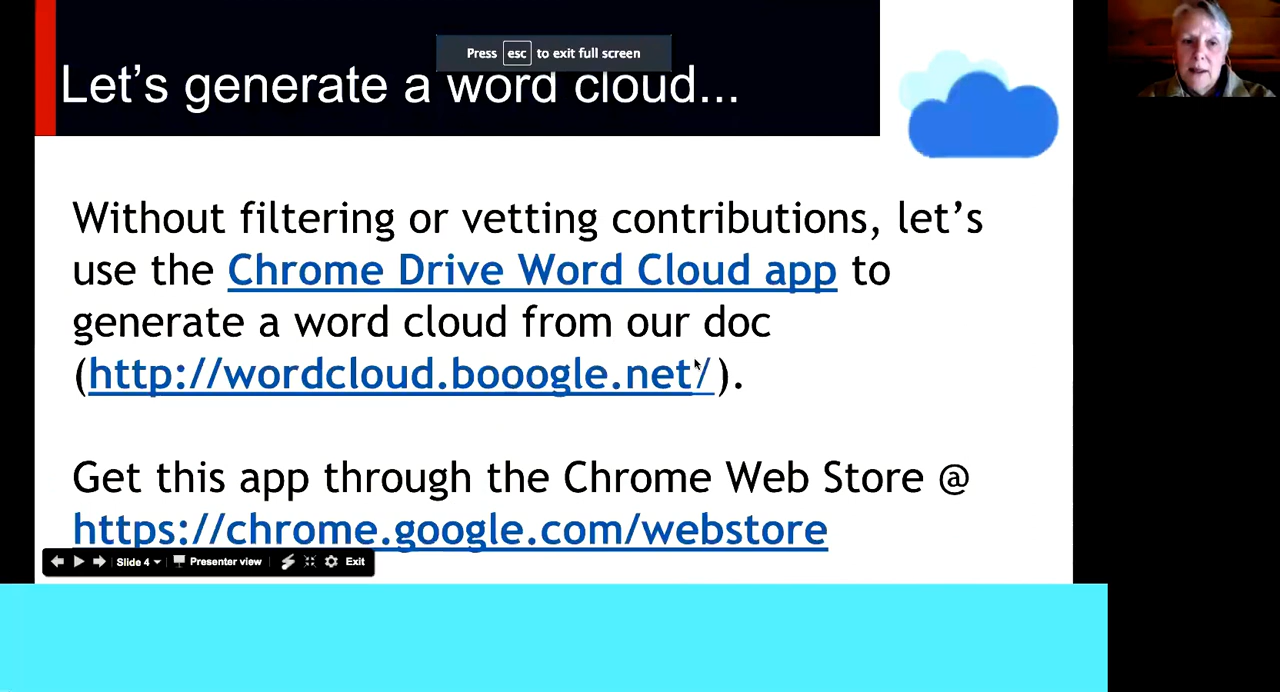 Press esc to exit full screen
Let’s generate a word cloud...
Without filtering or vetting contributions, let’s
use the Chrome Drive Word Cloud app to
generate a word cloud from our doc
(http://wordcloud.booogle.net/).
Get this app through the Chrome Web Store @
https://chrome.google.com/webstore
Slide 4 Presenter view Exit